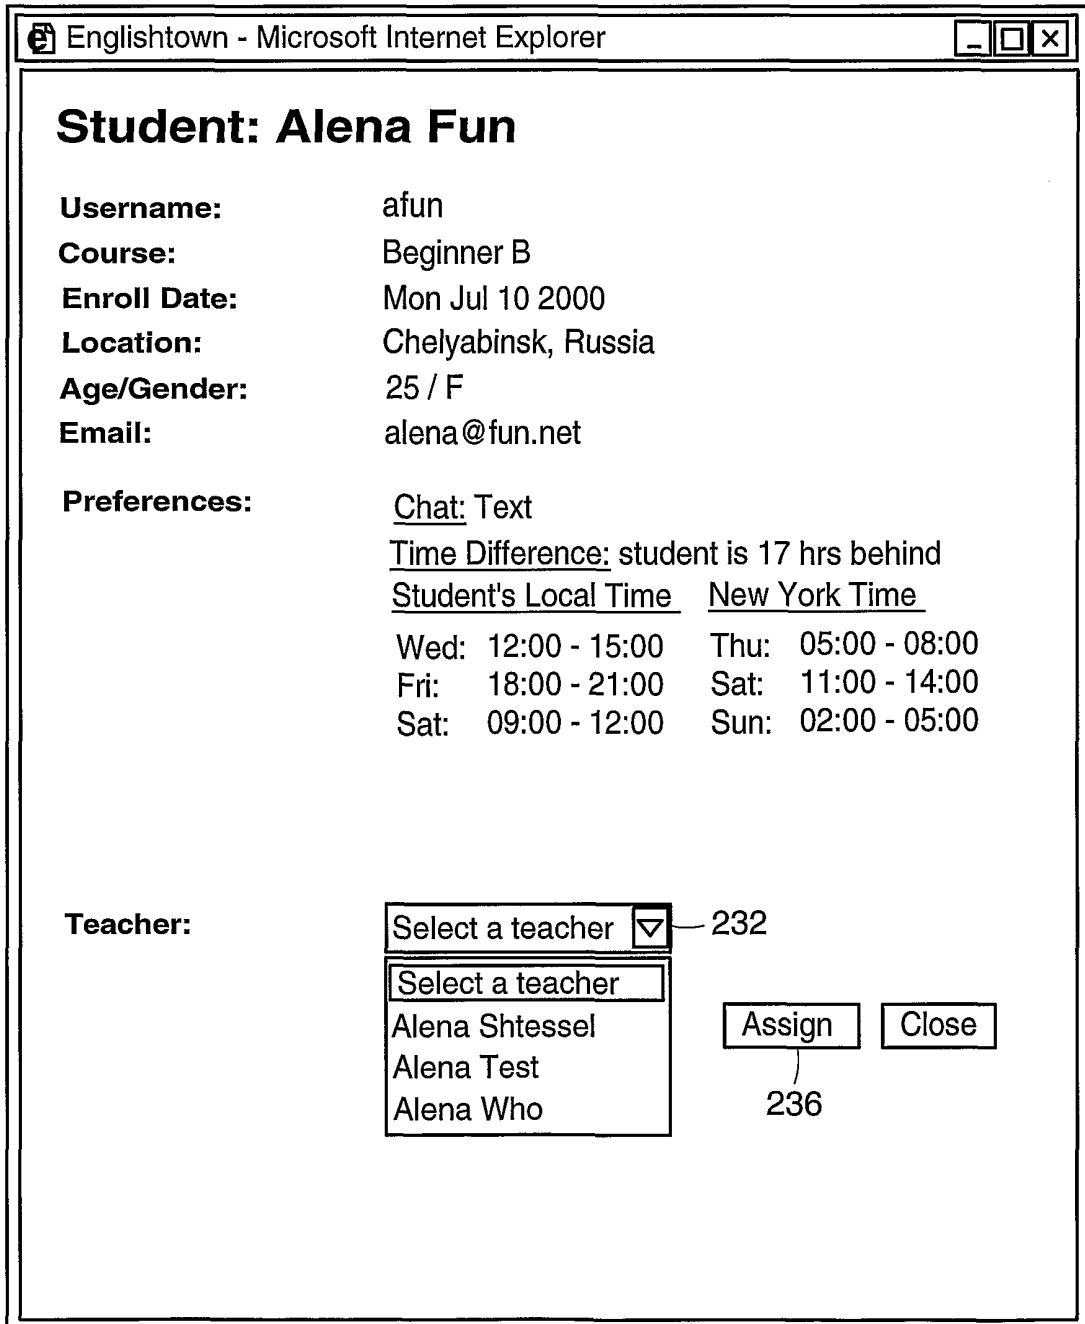 Englishtown - Microsoft Internet Explorer
Student: Alena Fun
Username: afun
Course: Beginner B
Enroll Date: Mon Jul 10 2000
Location: Chelyabinsk, Russia
Age/Gender: 25 / F
Email: alena@fun.net
Preferences: Chat: Text
Time Difference: student is 17 hrs behind
Student's Local Time New York Time
Wed: 12:00 - 15:00 Thu: 05:00 - 08:00
Fri: 18:00 - 21:00 Sat: 11:00 - 14:00
Sat: 09:00 - 12:00 Sun: 02:00 - 05:00
Teacher: Select a teacher 232
Select a teacher
Alena Shtessel Assign Close
Alena Test
Alena Who 236